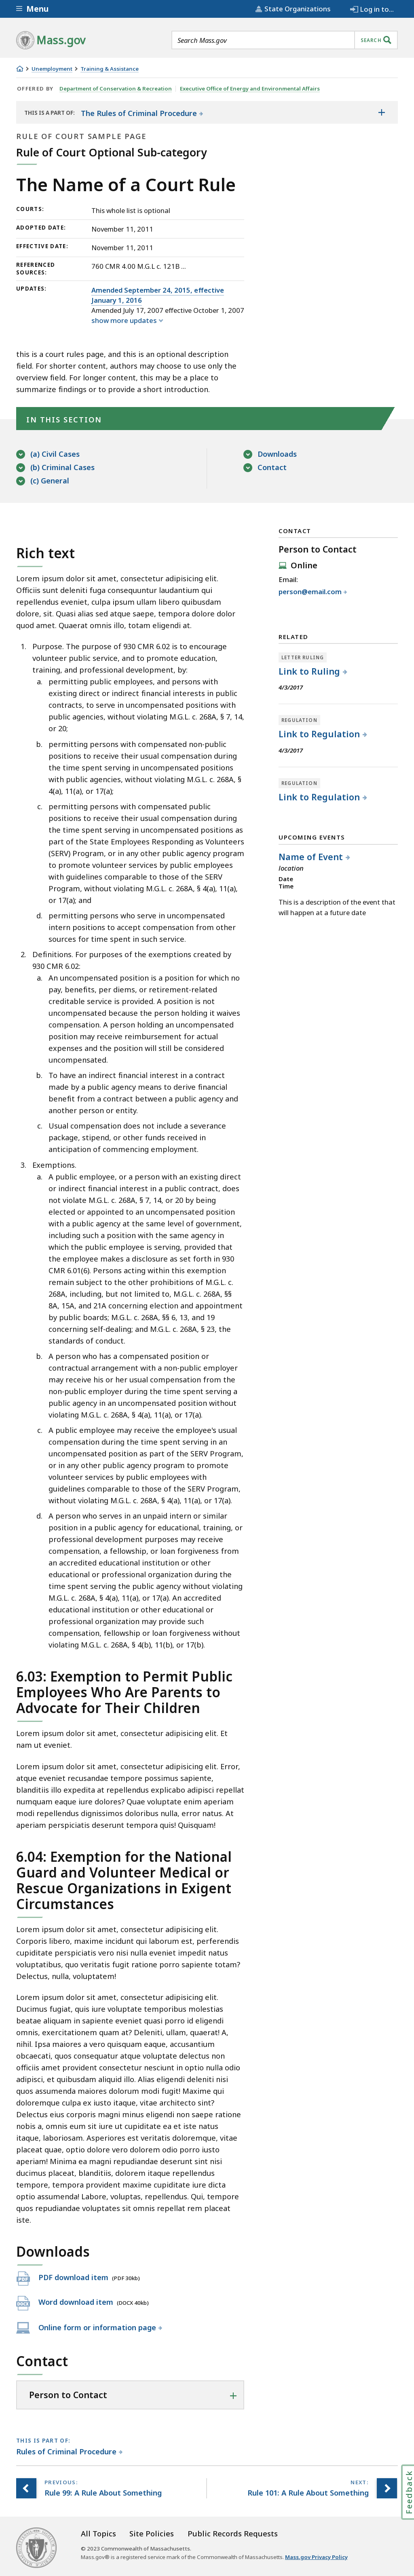 Menu
State Organizations
Log in to...
Mass.gov
Search Mass.gov
SEARCH
Unemployment
Training & Assistance
OFFERED BY Department of Conservation & Recreation Executive Office of Energy and Environmental Affairs
THIS IS A PART OF: The Rules of Criminal Procedure
RULE OF COURT SAMPLE PAGE
Rule of Court Optional Sub-category
The Name of a Court Rule
COURTS: This whole list is optional
ADOPTED DATE: November 11, 2011
EFFECTIVE DATE: November 11, 2011
REFERENCED SOURCES: 760 CMR 4.00 M.G.L c. 121B ...
UPDATES: Amended September 24, 2015, effective
January 1, 2016
Amended July 17, 2007 effective October 1, 2007
show more updates
this is a court rules page, and this is an optional description
field. For shorter content, authors may choose to use only the
overview field. For longer content, this may be a place to
summarize findings or to provide a short introduction.
IN THIS SECTION
(a) Civil Cases
(b) Criminal Cases
(c) General
Downloads
Contact
Rich text
Lorem ipsum dolor sit amet, consectetur adipisicing elit.
Officiis sunt deleniti fuga consequuntur laudantium qui
repellendus eveniet, culpa ipsum ullam libero quibusdam
dolore, sit. Quasi alias sed atque saepe, temporibus dolore dolor
quod sit, animi. Quaerat omnis illo, totam eligendi at.
1. Purpose. The purpose of 930 CMR 6.02 is to encourage
volunteer public service, and to promote education,
training, and professional development, by:
a. permitting public employees, and persons with
existing direct or indirect financial interests in public
contracts, to serve in uncompensated positions with
public agencies, without violating M.G.L. c. 268A, § 7, 14,
or 20;
b. permitting persons with compensated non-public
positions to receive their usual compensation during
the time spent serving in uncompensated positions
with public agencies, without violating M.G.L. c. 268A, §
4(a), 11(a), or 17(a);
c. permitting persons with compensated public
positions to receive their usual compensation during
the time spent serving in uncompensated positions as
part of the State Employees Responding as Volunteers
(SERV) Program, or in any other public agency program
to promote volunteer services by public employees
with guidelines comparable to those of the SERV
Program, without violating M.G.L. c. 268A, § 4(a), 11(a),
or 17(a); and
d. permitting persons who serve in uncompensated
intern positions to accept compensation from other
sources for time spent in such service.
2. Definitions. For purposes of the exemptions created by
930 CMR 6.02:
a. An uncompensated position is a position for which no
pay, benefits, per diems, or retirement-related
creditable service is provided. A position is not
uncompensated because the person holding it waives
or refuses compensation. A person holding an
uncompensated position may receive reimbursement for actual
expenses and the position will still be considered
uncompensated.
b. To have an indirect financial interest in a contract
made by a public agency means to derive financial
benefit from a contract between a public agency and
another person or entity.
c. Usual compensation does not include a severance
package, stipend, or other funds received in
anticipation of commencing employment.
3. Exemptions.
a. A public employee, or a person with an existing direct
or indirect financial interest in a public contract, does
not violate M.G.L. c. 268A, § 7, 14, or 20 by being
elected or appointed to an uncompensated position
with a public agency at the same level of government,
including such a position with the same agency in
which the public employee is serving, provided that
the employee makes a disclosure as set forth in 930
CMR 6.01(6). Persons acting within this exemption
remain subject to the other prohibitions of M.G.L. c.
268A, including, but not limited to, M.G.L. c. 268A, §§
8A, 15A, and 21A concerning election and appointment
by public boards; M.G.L. c. 268A, §§ 6, 13, and 19
concerning self-dealing; and M.G.L. c. 268A, § 23, the
standards of conduct.
b. A person who has a compensated position or
contractual arrangement with a non-public employer
may receive his or her usual compensation from the
non-public employer during the time spent serving in
an uncompensated position without
violating M.G.L. c. 268A, § 4(a), 11(a), or 17(a).
c. A public employee may receive the employee's usual
compensation during the time spent serving in an
uncompensated position as part of the SERV Program,
or in any other public agency program to promote
volunteer services by public employees with
guidelines comparable to those of the SERV Program,
without violating M.G.L. c. 268A, § 4(a), 11(a), or 17(a).
d. A person who serves in an unpaid intern or similar
position in a public agency for educational, training, or
professional development purposes may receive
compensation, a fellowship, or loan forgiveness from
an accredited educational institution or other
educational or professional organization during the
time spent serving in the public agency without violating
M.G.L. c. 268A, § 4(a), 11(a), or 17(a). An accredited
educational institution or other educational or
professional organization may provide such
compensation, fellowship or loan forgiveness without
violating M.G.L. c. 268A, § 4(b), 11(b), or 17(b).
6.03: Exemption to Permit Public
Employees Who Are Parents to
Advocate for Their Children
Lorem ipsum dolor sit amet, consectetur adipisicing elit. Et
nam ut eveniet.
Lorem ipsum dolor sit amet, consectetur adipisicing elit. Error,
atque eveniet recusandae tempore possimus sapiente,
blanditiis illo expedita at repellendus explicabo adipisci repellat
nam quisquam eaque dolores? Quae voluptate enim aperiam
modi repellendus dignissimos doloribus nulla, error natus. At
aperiam perspiciatis deserunt tempora quis! Quisquam!
6.04: Exemption for the National
Guard and Volunteer Medical or
Rescue Organizations in Exigent
Circumstances
Lorem ipsum dolor sit amet, consectetur adipisicing elit.
Corporis libero, maxime incidunt qui laborum est, perferendis
cupiditate perspiciatis vero nisi nulla eveniet impedit natus
voluptatibus, quo veritatis fugit ratione porro sapiente totam?
Delectus, nulla, voluptatem!
Lorem ipsum dolor sit amet, consectetur adipisicing elit.
Ducimus fugiat, quis iure voluptate temporibus molestias
beatae aliquam in sapiente eveniet sint dolorem excepturi,
error exercitationem quam at? Deleniti, ullam, quaerat! A,
nihil. Ipsa maiores a vero quisquam eaque, accusantium
obcaecati quos consequatur atque voluptate delectus non
officiis amet provident consectetur nesciunt in optio nulla odio
adipisci, et quibusdam aliquid illo. Alias eveniet eligendi
quasi quos maiores dolorum modi fugit! Maxime qui
dicta culpa ex iusto itaque, vitae architecto sint?
Delectus eius corporis magni minus eligendi non saepe sit
harum labore eveniet sunt in neque. Ut esse natus sint natus
itaque, laboriosam. Asperiores est veritatis doloremque, vitae
placeat quo rem dolorem vero dolore porro iusto
aperiam! Minima ea magni repudiandae deserunt sint nisi
dicta ipsum, blanditiis, dolorem itaque repellendus
tempore, totam, magni temporibus repudiandae
tempore provident maxime cupiditate iure dicta
optio assumenda! Labore, voluptas, repellendus. Qui, impedit
quos repudiandae voluptates sit omnis repellat rem placeat
iste.
Downloads
PDF download item (PDF 30kb)
Word download item (DOCX 40kb)
Online form or information page
Contact
Person to Contact
CONTACT
Person to Contact
Online
Email:
person@email.com
RELATED
LETTER RULING
Link to Ruling
4/3/2017
REGULATION
Link to Regulation
4/3/2017
REGULATION
Link to Regulation
UPCOMING EVENTS
Name of Event
location
Date
Time
This is a description of the event that
will happen at a future date
THIS IS PART OF:
Rules of Criminal Procedure
PREVIOUS:
Rule 99: A Rule About Something
NEXT:
Rule 101: A Rule About Something
Feedback
All Topics Site Policies Public Records Requests
© 2023 Commonwealth of Massachusetts.
Mass.gov® is a registered service mark of the Commonwealth of Massachusetts. Mass.gov Privacy Policy